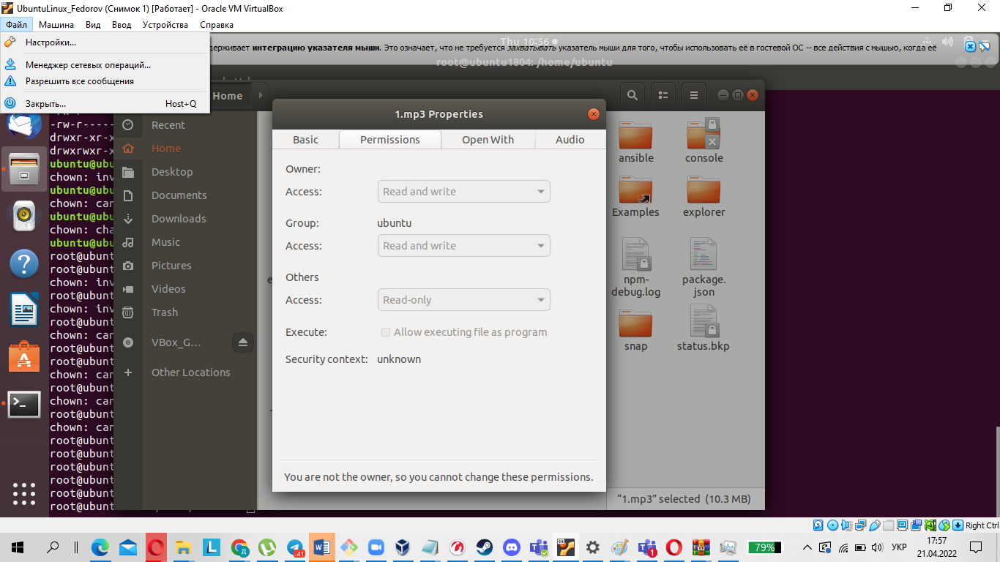 UbuntuLinux_Fedorov (Снимок 1) [Работает] - Oracle VM VirtualBox
Файл Машина Вид Ввод Устройства Справка
Настройки...
Менеджер сетевых операций...
Разрешить все сообщения
Закрыть... Host+Q
держивает интеграцию указателя мыши. Это означает, что не требуется захватывать указатель мыши для того, чтобы использовать её в гостевой ОС -- все действия с мышью, когда её
Thu 10:56
root@ubuntu1804: /home/ubuntu
Home
-rw-r-----
drwxr-xr-x
drwxrwxr-x
ubuntu@ubu
chown: inv
ubuntu@ubu
chown: can
ubuntu@ubu
chown: cha
ubuntu@ubu
root@ubunt
root@ubunt
chown: inv
root@ubunt
chown: inv
root@ubunt
chown: can
root@ubunt
root@ubunt
chown: can
root@ubunt
chown: can
root@ubunt
chown: can
root@ubunt
root@ubunt
root@ubunt
root@ubunt
root@ubunt
root@ubunt
Recent
Home
Desktop
Documents
Downloads
Music
Pictures
Videos
Trash
VBox_G...
Other Locations
1.mp3 Properties
Basic Permissions Open With Audio
Owner:
Access: Read and write
Group: ubuntu
Access: Read and write
Others
Access: Read-only
Execute: Allow executing file as program
Security context: unknown
You are not the owner, so you cannot change these permissions.
ansible console
Examples explorer
npm-debug.log package.json
snap status.bkp
“1.mp3” selected (10.3 MB)
Right Ctrl
41
1
79%
УКР
17:57
21.04.2022